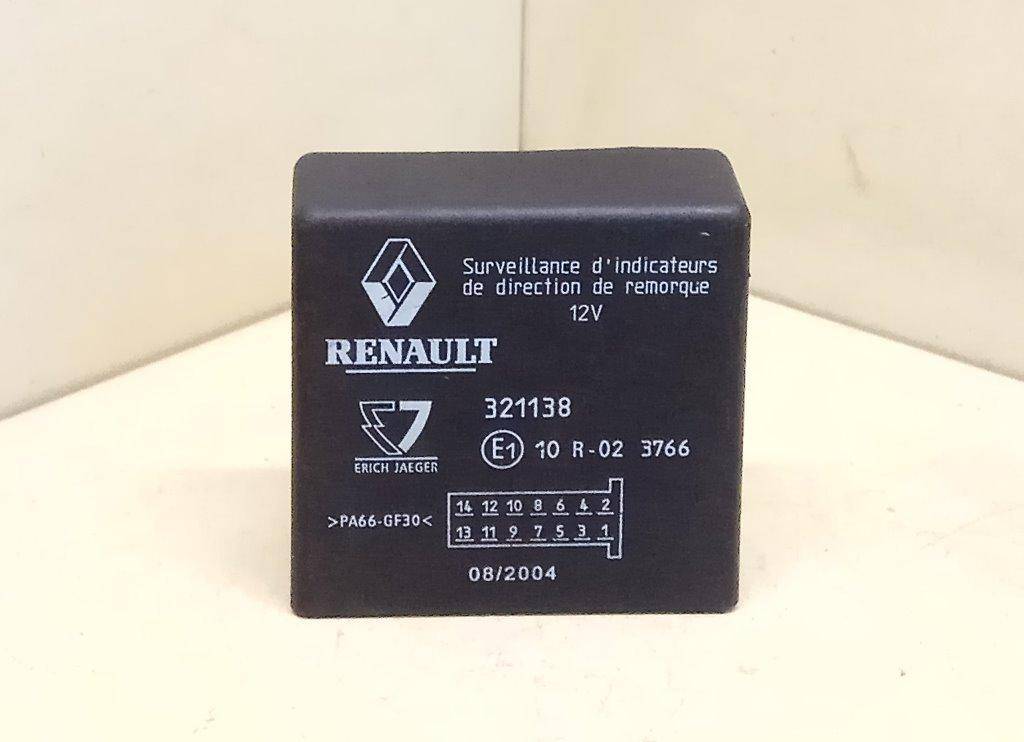 Surveillance d'indicateurs
de direction de remorque
12V
RENAULT
321138
E1 10 R-02 3766
ERICH JAEGER
>PA66-GF30<
14 12 10 8 6 4 2
13 11 9 7 5 3 1
08/2004